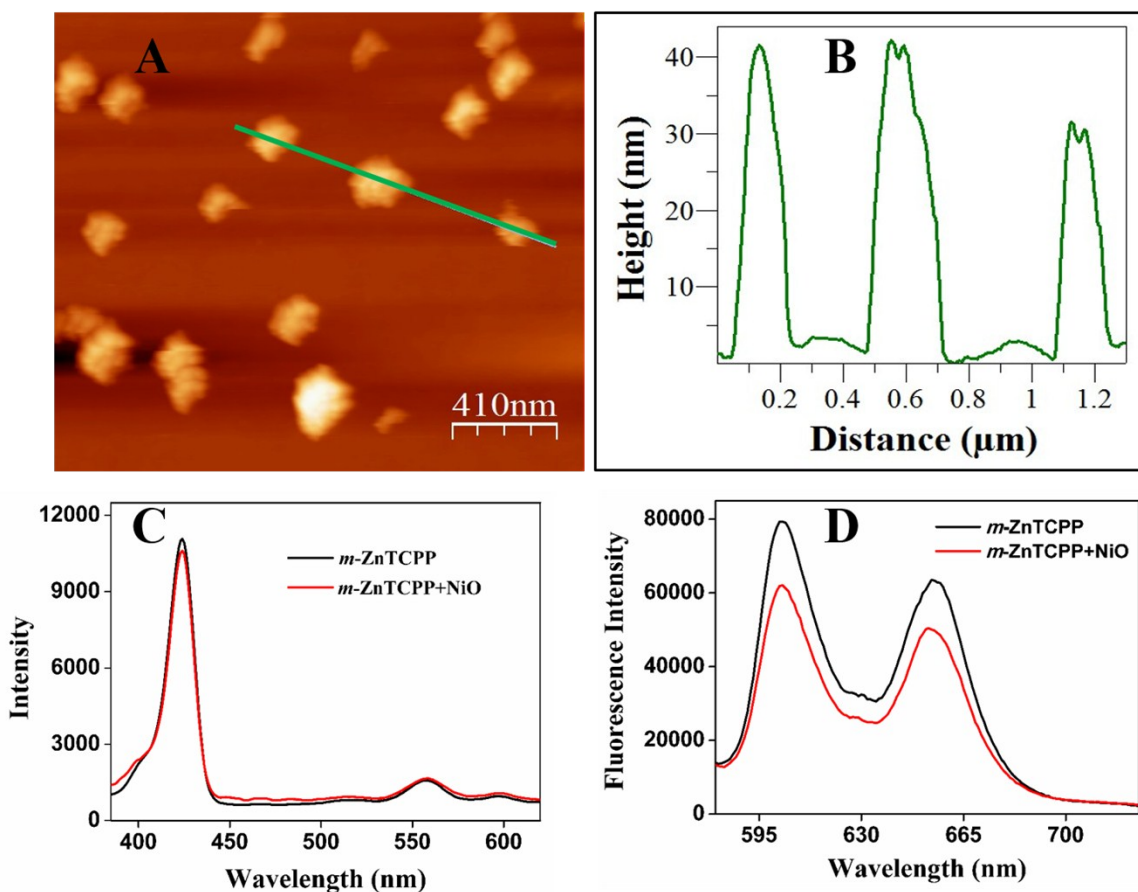 A
410nm
B
Height (nm)
40
30
20
10
0.2 0.4 0.6 0.8 1 1.2
Distance (µm)
C
Intensity
12000
9000
6000
3000
0
m-ZnTCPP
m-ZnTCPP+NiO
400 450 500 550 600
Wavelength (nm)
D
Fluorescence Intensity
80000
60000
40000
20000
0
m-ZnTCPP
m-ZnTCPP+NiO
595 630 665 700
Wavelength (nm)